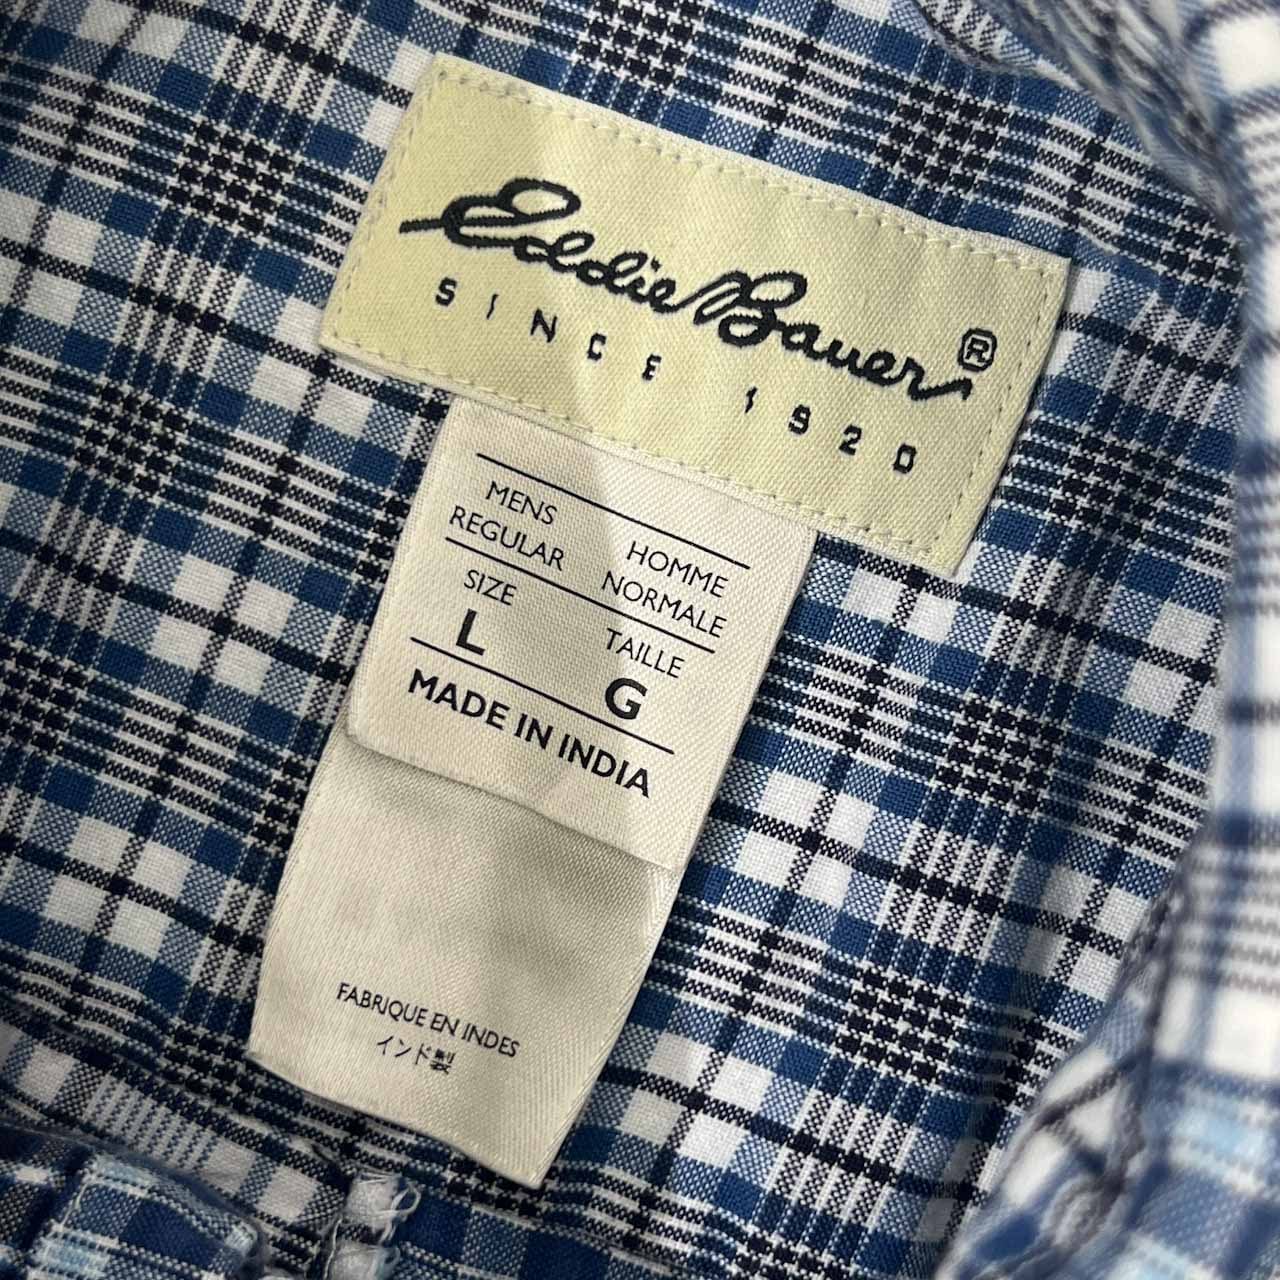 Eddie Bauer®
SINCE 1920
MENS
REGULAR
HOMME
NORMALE
SIZE
L
TAILLE
G
MADE IN INDIA
FABRIQUE EN INDES
インド製